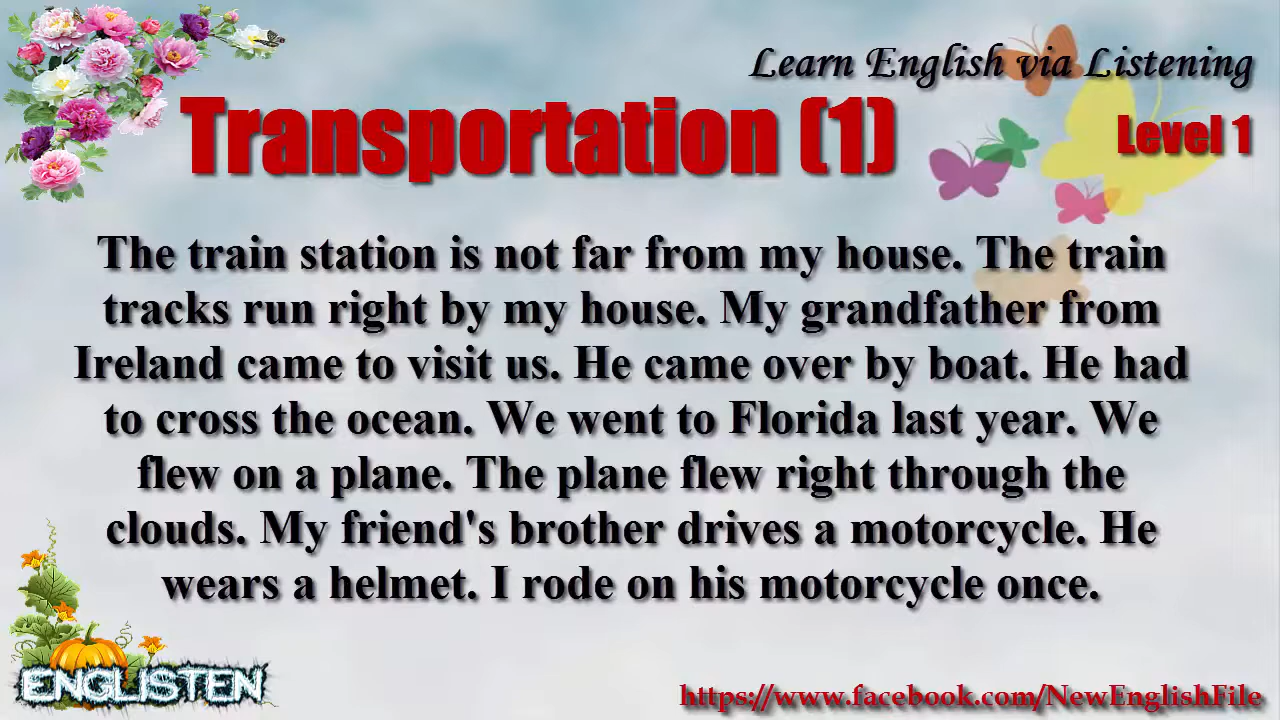 Learn English via Listening
Transportation (1)
Level 1
The train station is not far from my house. The train
tracks run right by my house. My grandfather from
Ireland came to visit us. He came over by boat. He had
to cross the ocean. We went to Florida last year. We
flew on a plane. The plane flew right through the
clouds. My friend's brother drives a motorcycle. He
wears a helmet. I rode on his motorcycle once.
ENGLISTEN
https://www.facebook.com/NewEnglishFile